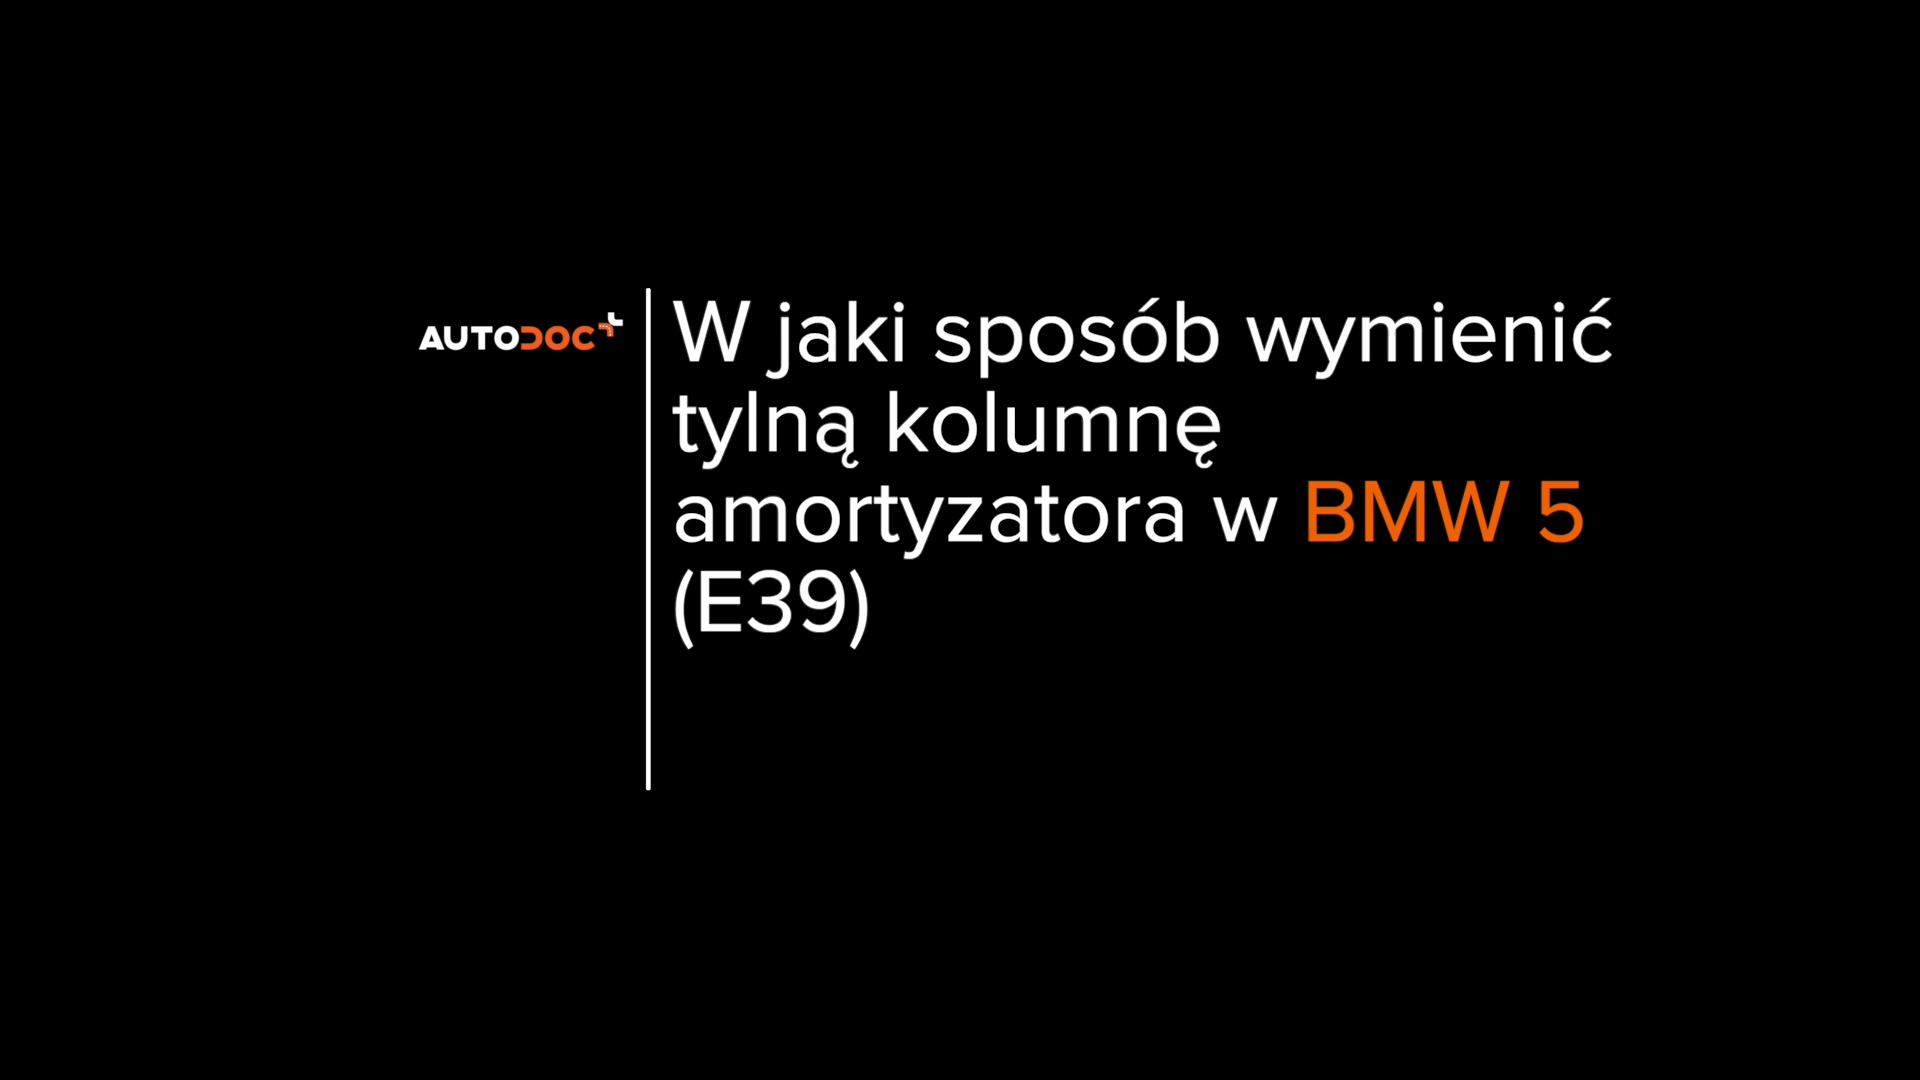 AUTODOC
W jaki sposób wymienić
tylną kolumnę
amortyzatora w BMW 5
(E39)